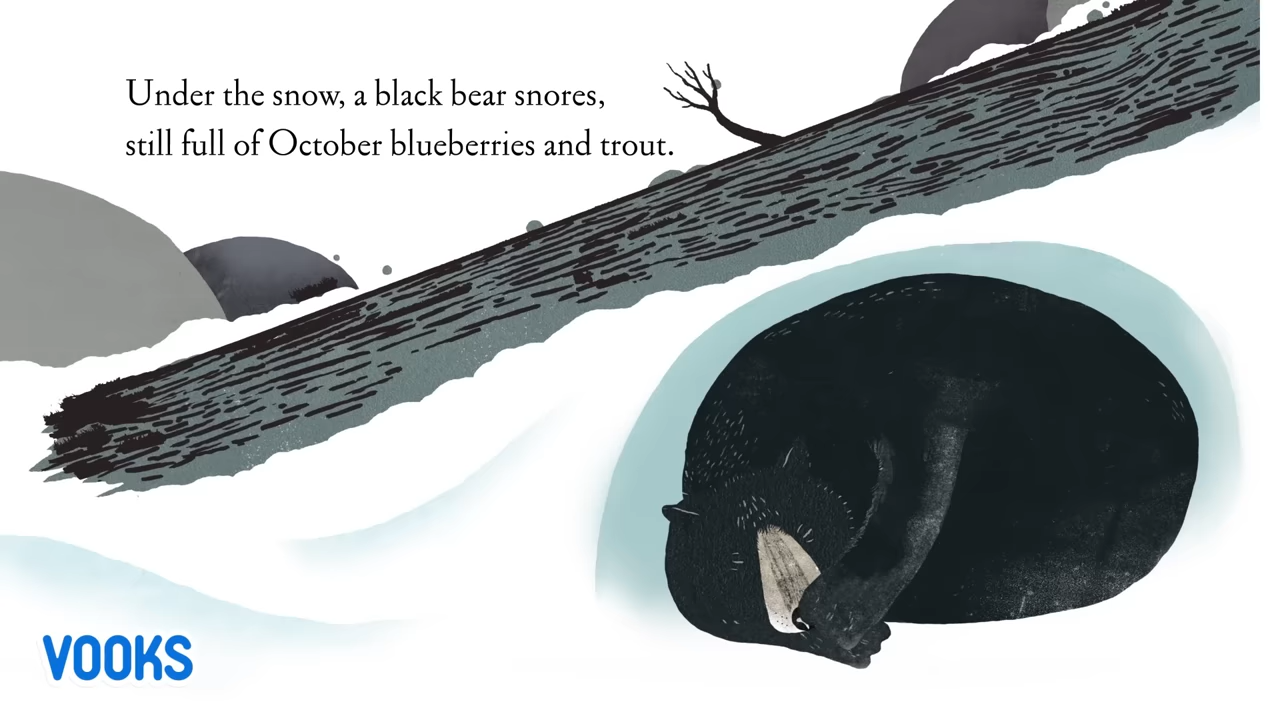 Under the snow, a black bear snores,
still full of October blueberries and trout.
VOOKS